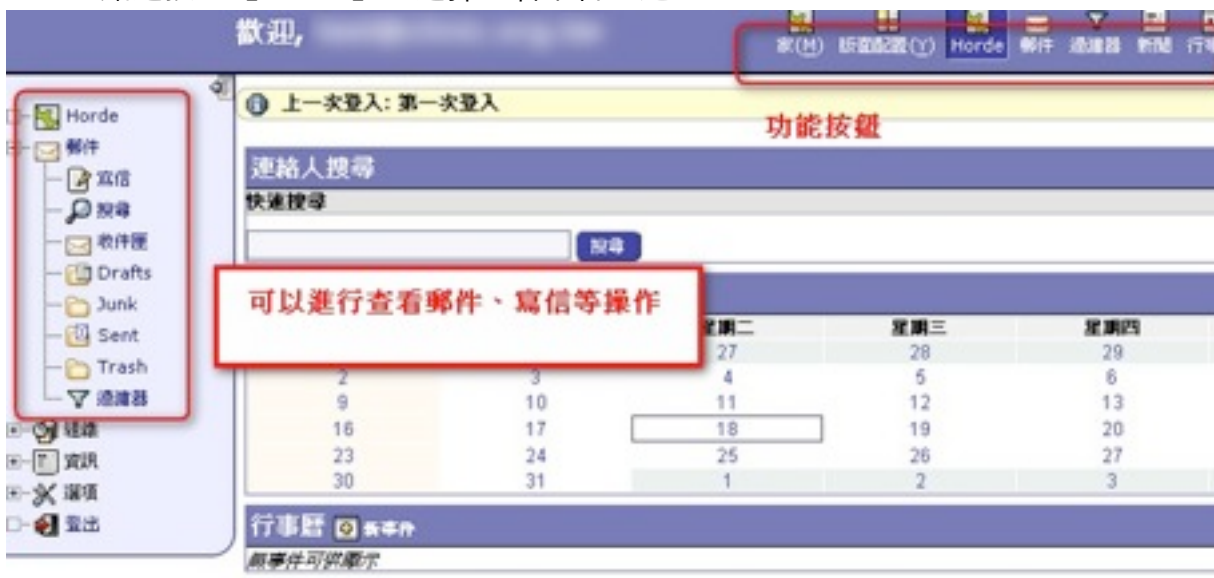 歡迎,
家(M) 版面配置(Y) Horde 郵件 過濾器 新聞
功能按鈕
Horde
郵件
寫信
搜尋
收件匣
Drafts
Junk
Sent
Trash
過濾器
組織
資訊
選項
登出
上一次登入: 第一次登入
連絡人搜尋
快速搜尋
搜尋
可以進行查看郵件、寫信等操作
星期二 星期三 星期四
27 28 29
2 3 4 5 6
9 10 11 12 13
16 17 18 19 20
23 24 25 26 27
30 31 1 2 3
行事曆 新事件
無事件可供顯示